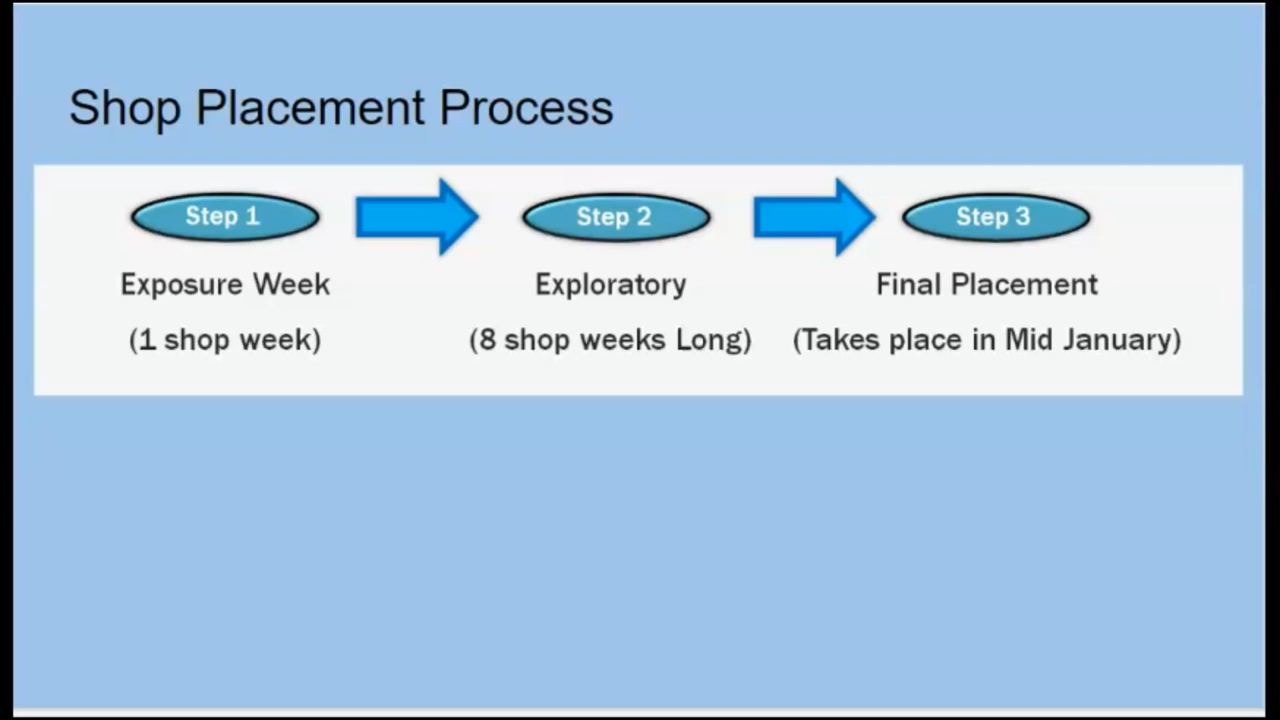 Shop Placement Process
Step 1
Step 2
Step 3
Exposure Week
Exploratory
Final Placement
(1 shop week)
(8 shop weeks Long)
(Takes place in Mid January)